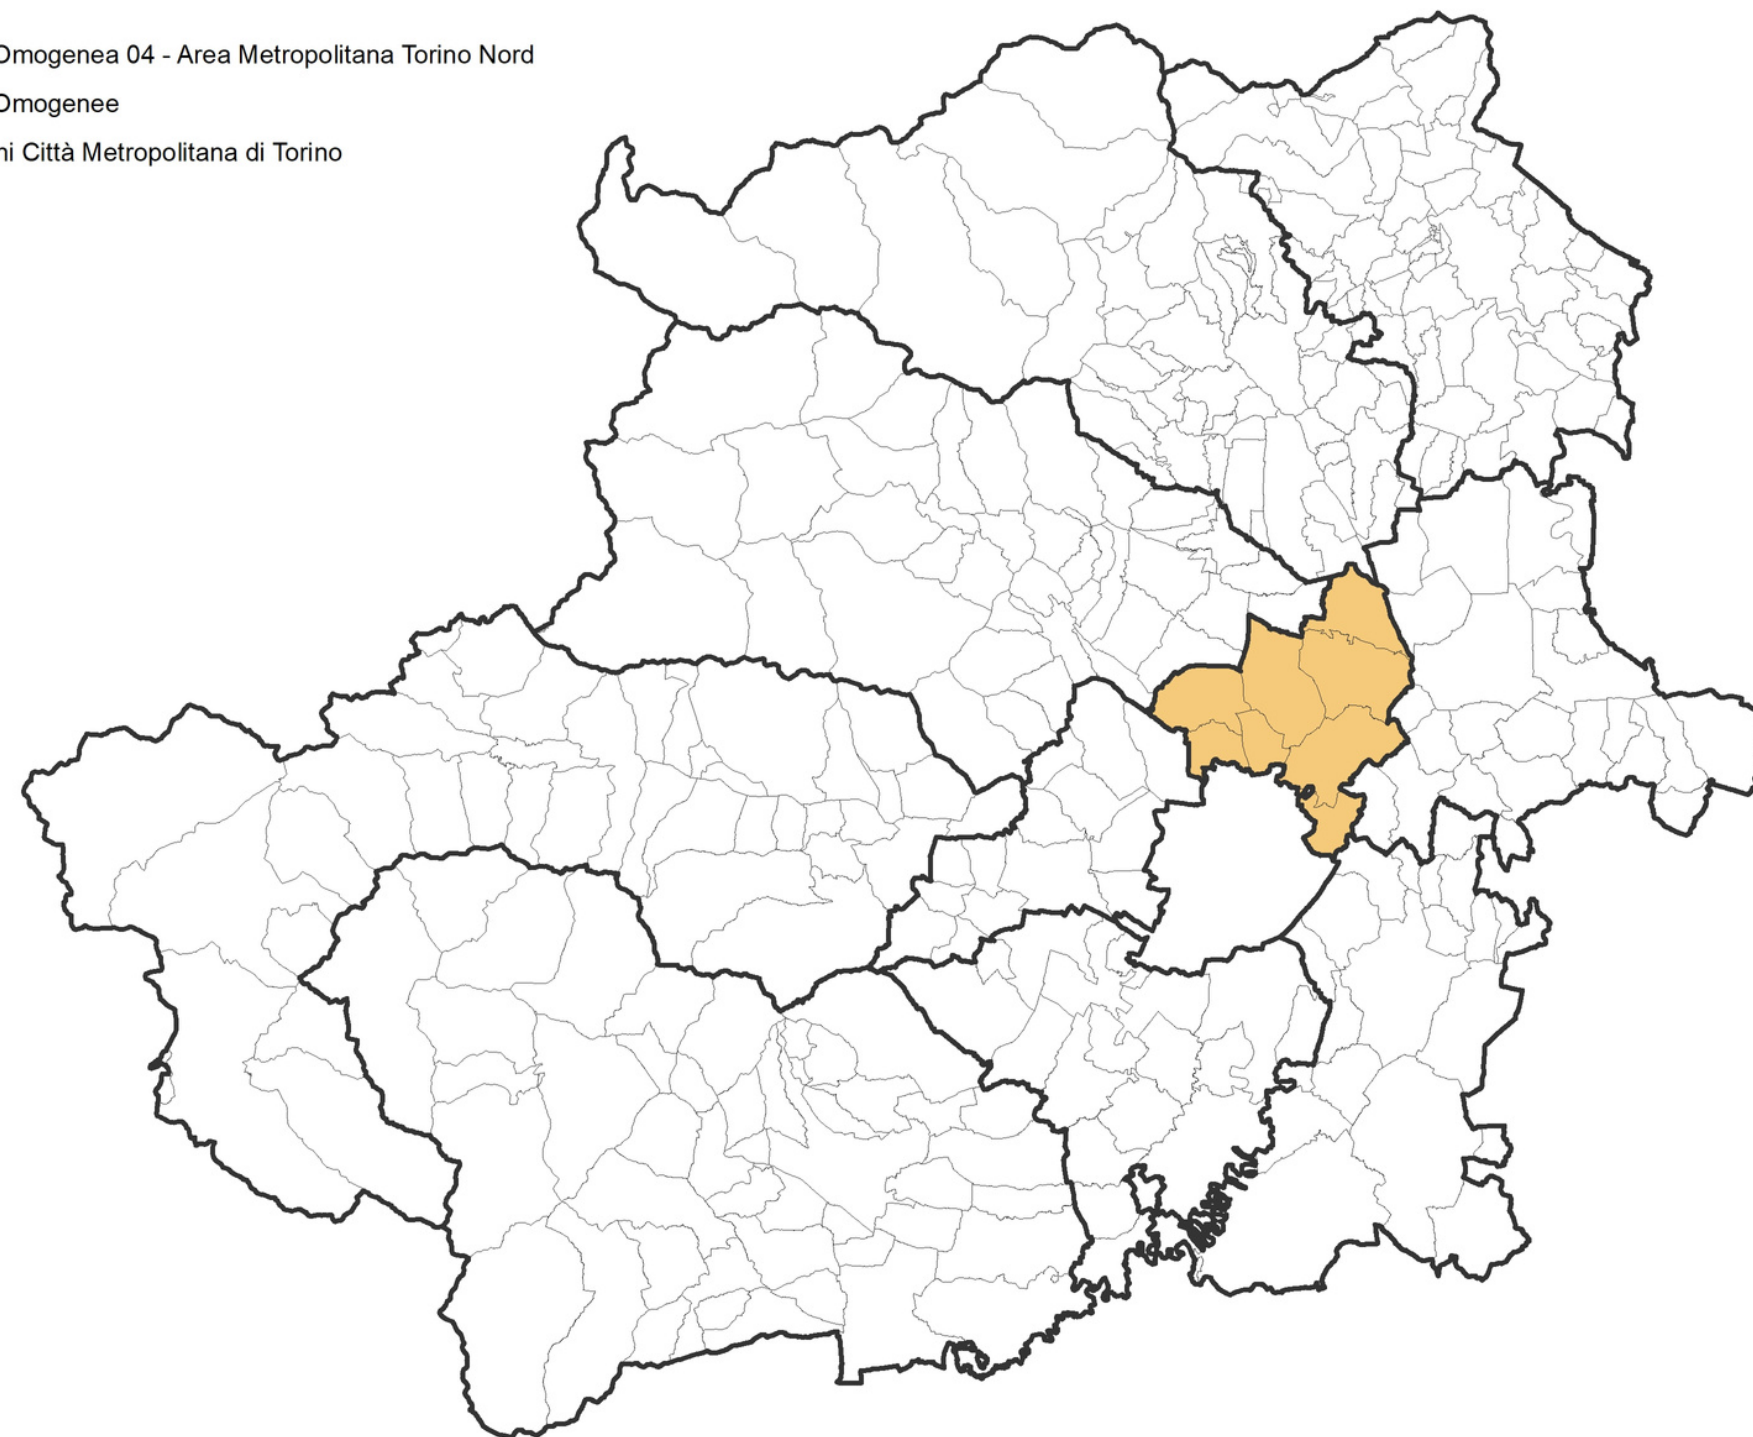 Omogenea 04 - Area Metropolitana Torino Nord
Omogenee
ni Città Metropolitana di Torino